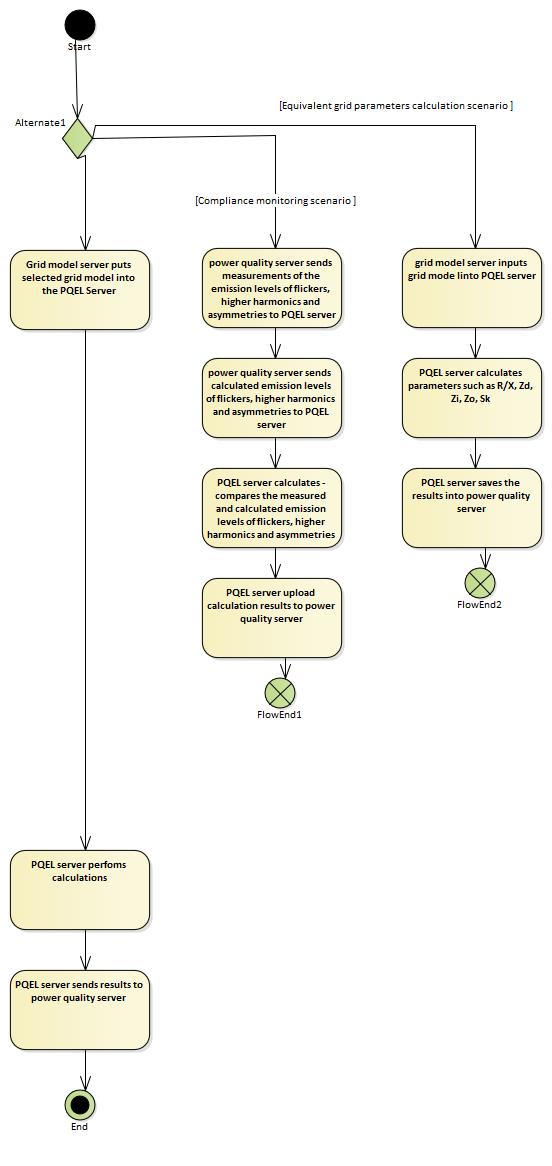 Start
Alternate1
[Equivalent grid parameters calculation scenario ]
[Compliance monitoring scenario ]
Grid model server puts
selected grid model into
the PQEL Server
power quality server sends
measurements of the
emission levels of flickers,
higher harmonics and
asymmetries to PQEL server
grid model server inputs
grid mode linto PQEL server
power quality server sends
calculated emission levels
of flickers, higher harmonics
and asymmetries to PQEL
server
PQEL server calculates
parameters such as R/X, Zd,
Zi, Zo, Sk
PQEL server calculates -
compares the measured
and calculated emission
levels of flickers, higher
harmonics and asymmetries
PQEL server saves the
results into power quality
server
PQEL server upload
calculation results to power
quality server
FlowEnd2
FlowEnd1
PQEL server perfoms
calculations
PQEL server sends results to
power quality server
End